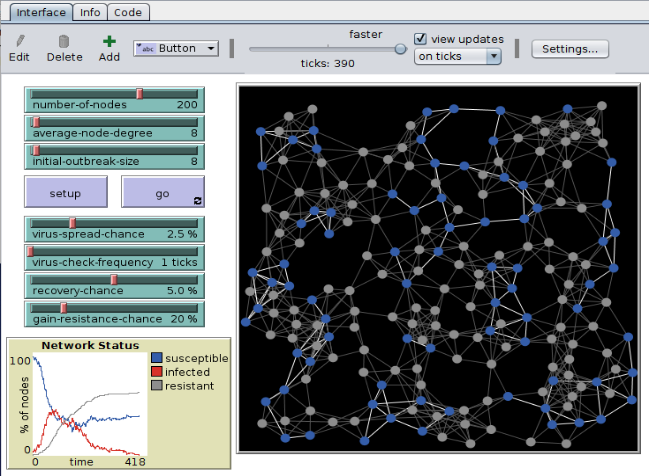 Interface Info Code
Edit Delete Add abc Button faster view updates Settings...
ticks: 390 on ticks
number-of-nodes 200
average-node-degree 8
initial-outbreak-size 8
setup go
virus-spread-chance 2.5 %
virus-check-frequency 1 ticks
recovery-chance 5.0 %
gain-resistance-chance 20 %
Network Status
100
% of nodes
0
0 time 418
susceptible
infected
resistant